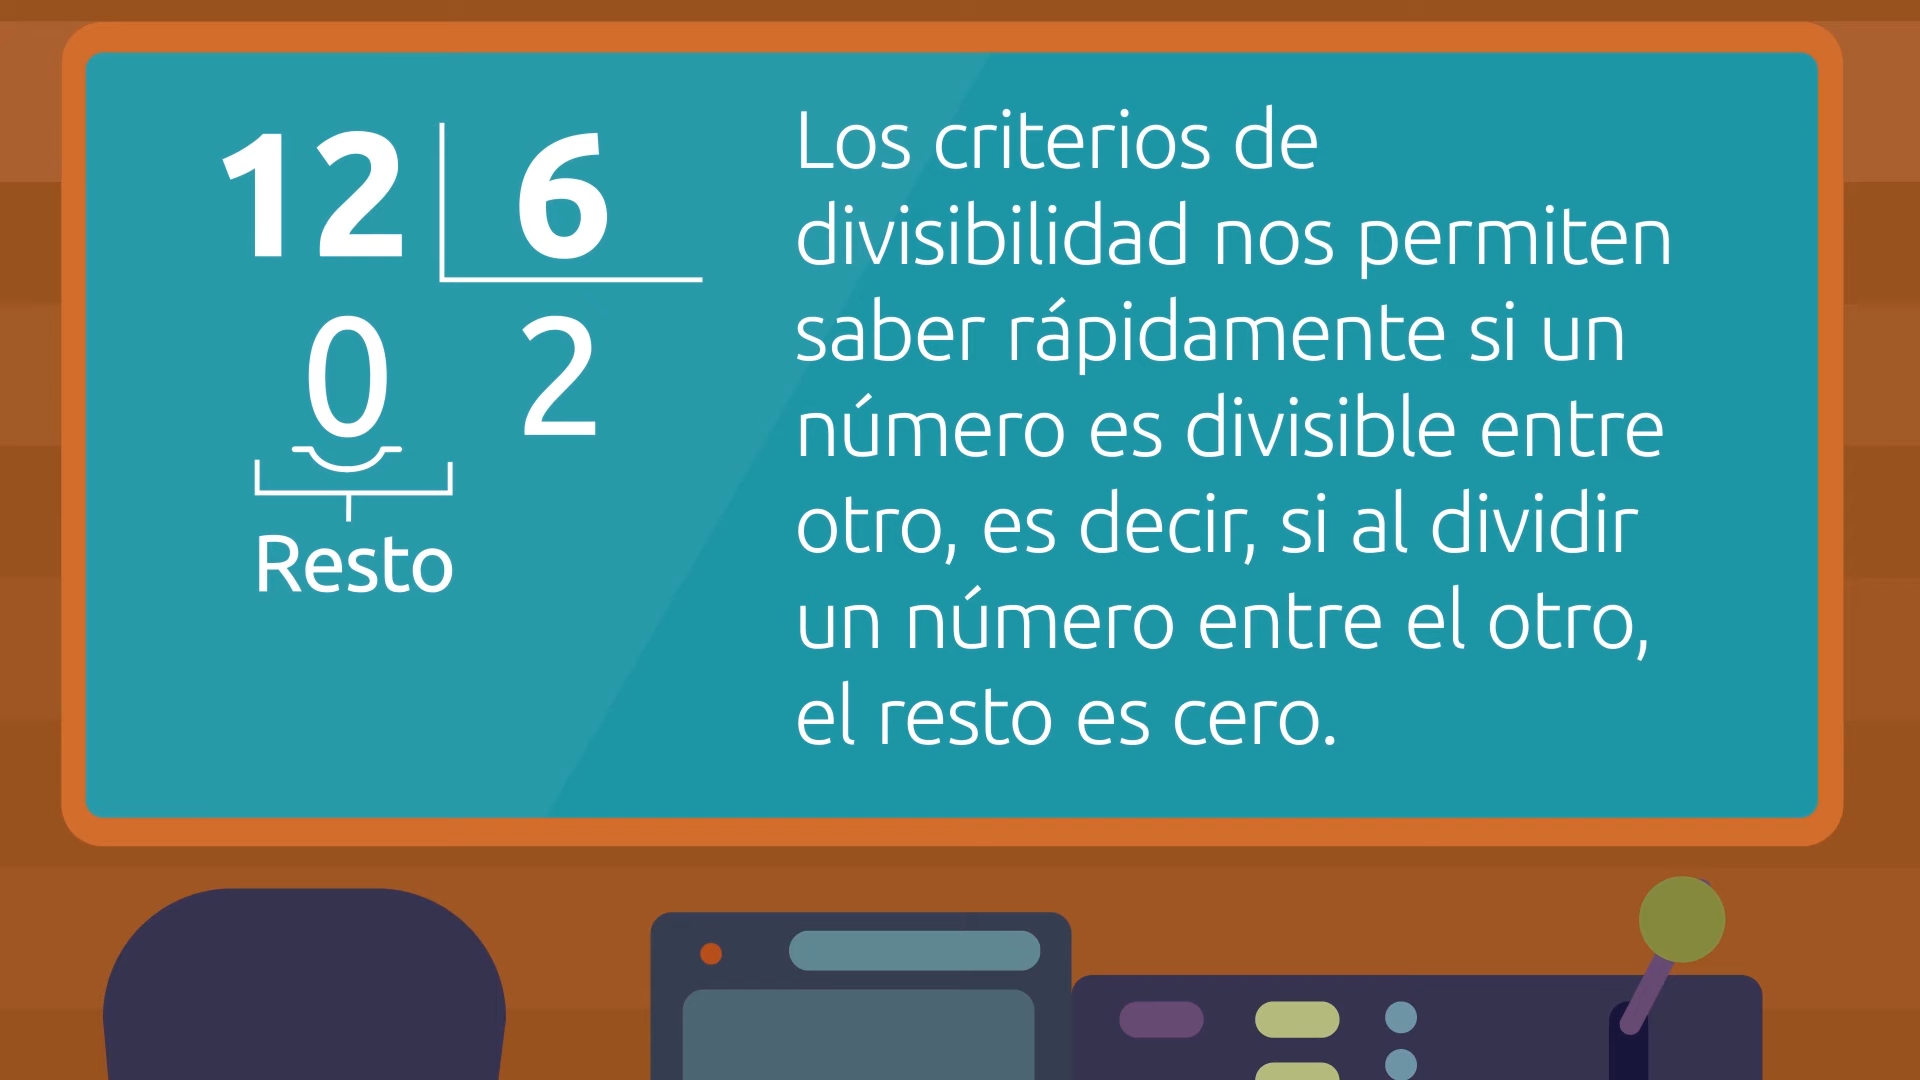 12 6
0 2
Resto
Los criterios de
divisibilidad nos permiten
saber rápidamente si un
número es divisible entre
otro, es decir, si al dividir
un número entre el otro,
el resto es cero.